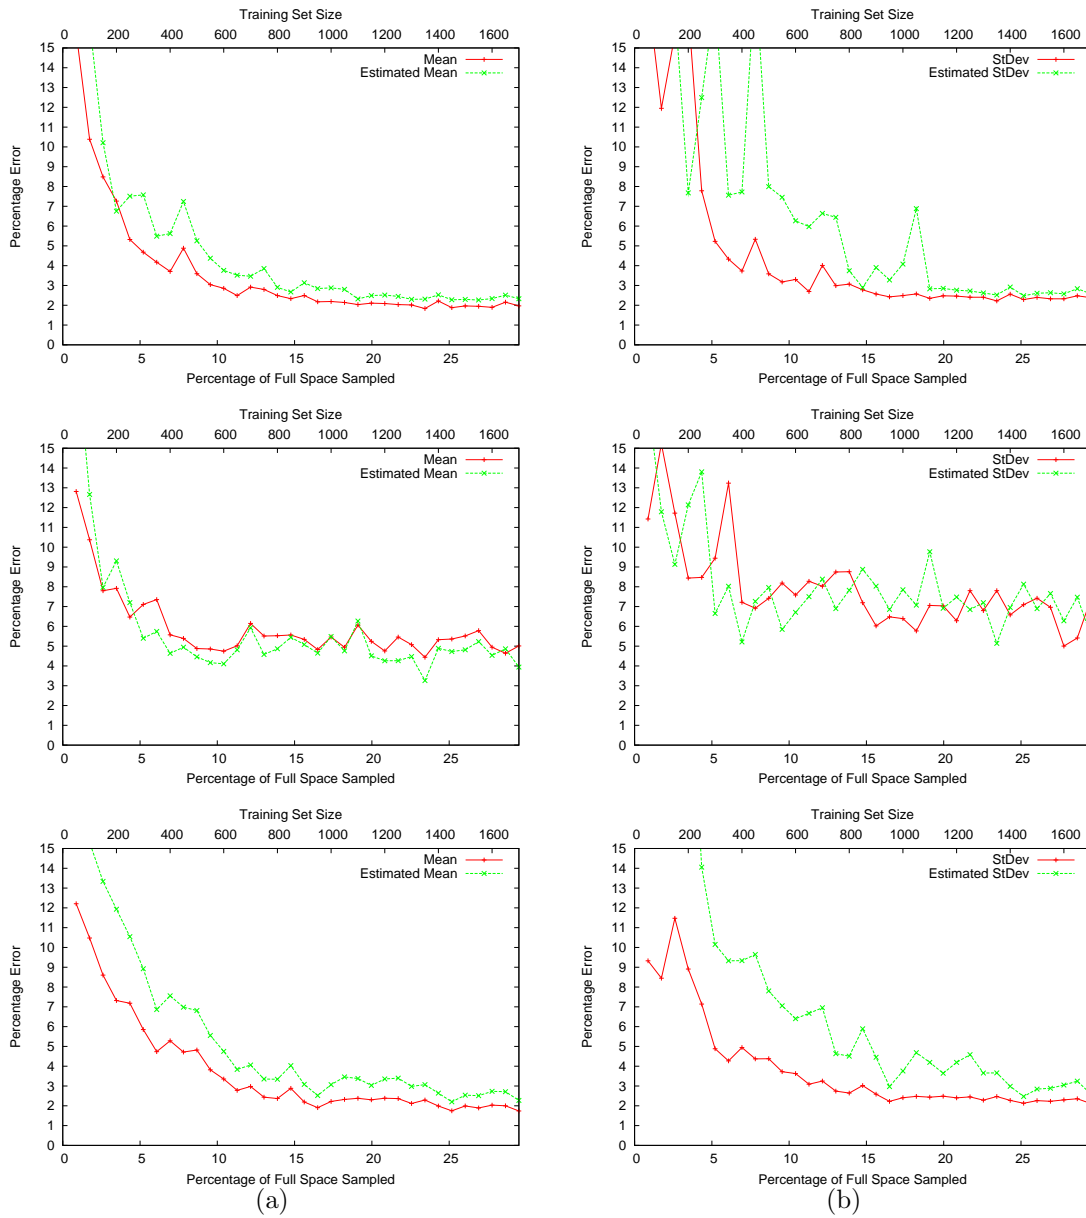 Training Set Size
0 200 400 600 800 1000 1200 1400 1600
15
14
13
12
11
10
9
8
7
6
5
4
3
2
1
0
Percentage Error
Mean
Estimated Mean
0 5 10 15 20 25
Percentage of Full Space Sampled
Training Set Size
0 200 400 600 800 1000 1200 1400 1600
15
14
13
12
11
10
9
8
7
6
5
4
3
2
1
0
Percentage Error
StDev
Estimated StDev
0 5 10 15 20 25
Percentage of Full Space Sampled
Training Set Size
0 200 400 600 800 1000 1200 1400 1600
15
14
13
12
11
10
9
8
7
6
5
4
3
2
1
0
Percentage Error
Mean
Estimated Mean
0 5 10 15 20 25
Percentage of Full Space Sampled
Training Set Size
0 200 400 600 800 1000 1200 1400 1600
15
14
13
12
11
10
9
8
7
6
5
4
3
2
1
0
Percentage Error
StDev
Estimated StDev
0 5 10 15 20 25
Percentage of Full Space Sampled
Training Set Size
0 200 400 600 800 1000 1200 1400 1600
15
14
13
12
11
10
9
8
7
6
5
4
3
2
1
0
Percentage Error
Mean
Estimated Mean
0 5 10 15 20 25
Percentage of Full Space Sampled
(a)
Training Set Size
0 200 400 600 800 1000 1200 1400 1600
15
14
13
12
11
10
9
8
7
6
5
4
3
2
1
0
Percentage Error
StDev
Estimated StDev
0 5 10 15 20 25
Percentage of Full Space Sampled
(b)